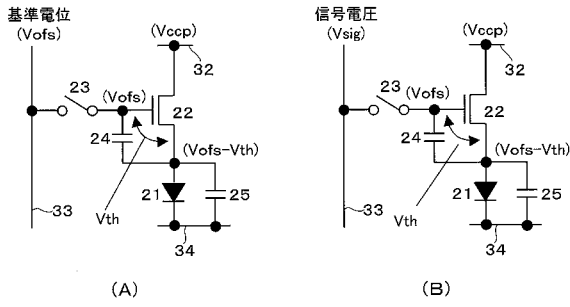 基準電位
(Vofs)
(Vccp)
32
23
(Vofs)
22
24
(Vofs-Vth)
21
25
33
Vth
34
(A)
信号電圧
(Vsig)
(Vccp)
32
23
(Vofs)
22
24
(Vofs-Vth)
21
25
33
Vth
34
(B)